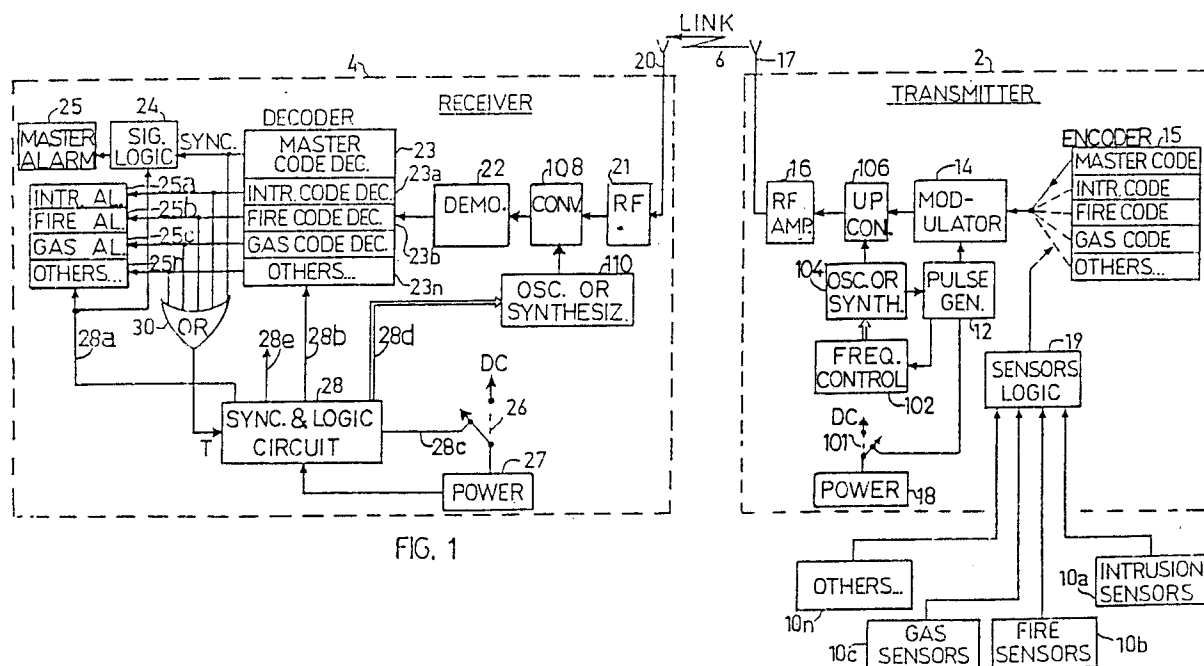 LINK
4
20
6
17
2
RECEIVER
TRANSMITTER
25
24
DECODER
MASTER ALARM
SIG. LOGIC
SYNC.
MASTER CODE DEC.
23
INTR. CODE DEC.
23a
FIRE CODE DEC.
GAS CODE DEC.
23b
OTHERS...
23n
25a
INTR. AL.
25b
FIRE AL.
25c
GAS AL.
25n
OTHERS...
22
DEMO.
108
CONV.
21
RF
110
OSC. OR SYNTHESIZ.
30
OR
28a
28e
28b
28d
28
SYNC. & LOGIC CIRCUIT
T
28c
DC
26
27
POWER
16
RF AMP.
106
UP CON.
14
MOD-
ULATOR
ENCODER
15
MASTER CODE
INTR. CODE
FIRE CODE
GAS CODE
OTHERS...
104
OSC. OR SYNTH.
PULSE GEN.
12
FREQ. CONTROL
102
19
SENSORS LOGIC
DC
101
POWER
18
FIG. 1
OTHERS...
10n
10a
INTRUSION SENSORS
10c
GAS SENSORS
FIRE SENSORS
10b